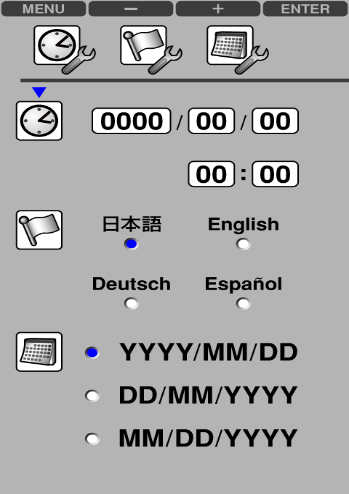 MENU − + ENTER
0000 / 00 / 00
00 : 00
日本語 English
Deutsch Español
YYYY/MM/DD
DD/MM/YYYY
MM/DD/YYYY